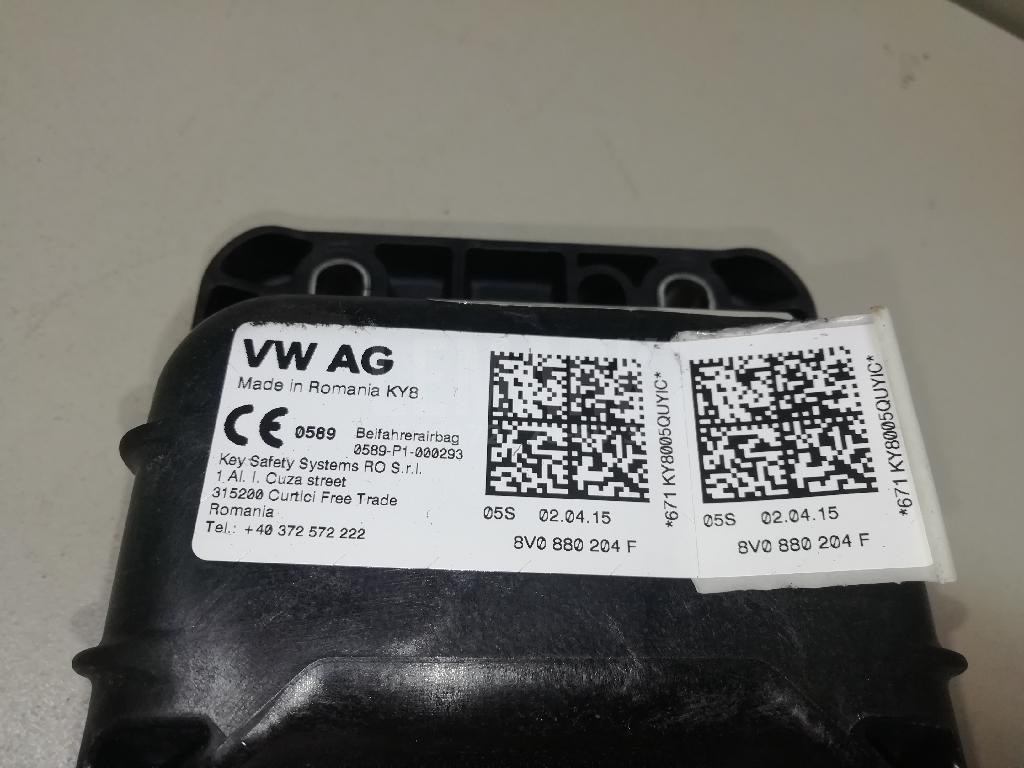 VW AG
Made in Romania KY8
CE 0589 Beifahrerairbag
0589-P1-000293
Key Safety Systems RO S.r.l.
1 Al. I. Cuza street
315200 Curtici Free Trade
Romania
Tel.: +40 372 572 222
05S 02.04.15
8V0 880 204 F
*671 KY8005QUYIC*
05S 02.04.15
8V0 880 204 F
*671 KY8005QUYIC*